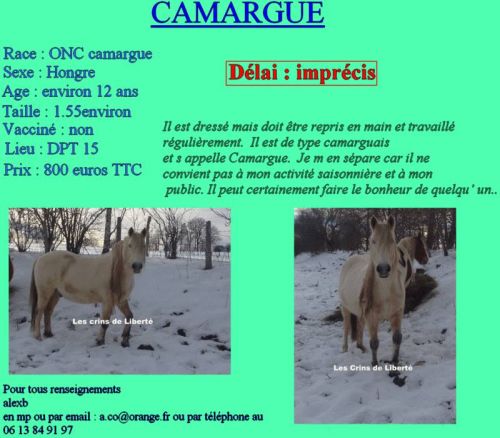 CAMARGUE
Race : ONC camargue
Sexe : Hongre
Age : environ 12 ans
Taille : 1.55environ
Vacciné : non
Lieu : DPT 15
Prix : 800 euros TTC
Délai : imprécis
Il est dressé mais doit être repris en main et travaillé
régulièrement. Il est de type camarguais
et s appelle Camargue. Je m en sépare car il ne
convient pas à mon activité saisonnière et à mon
public. Il peut certainement faire le bonheur de quelqu' un..
Les crins de Liberté
Les Crins de Liberté
Pour tous renseignements
alexb
en mp ou par email : a.co@orange.fr ou par téléphone au
06 13 84 91 97